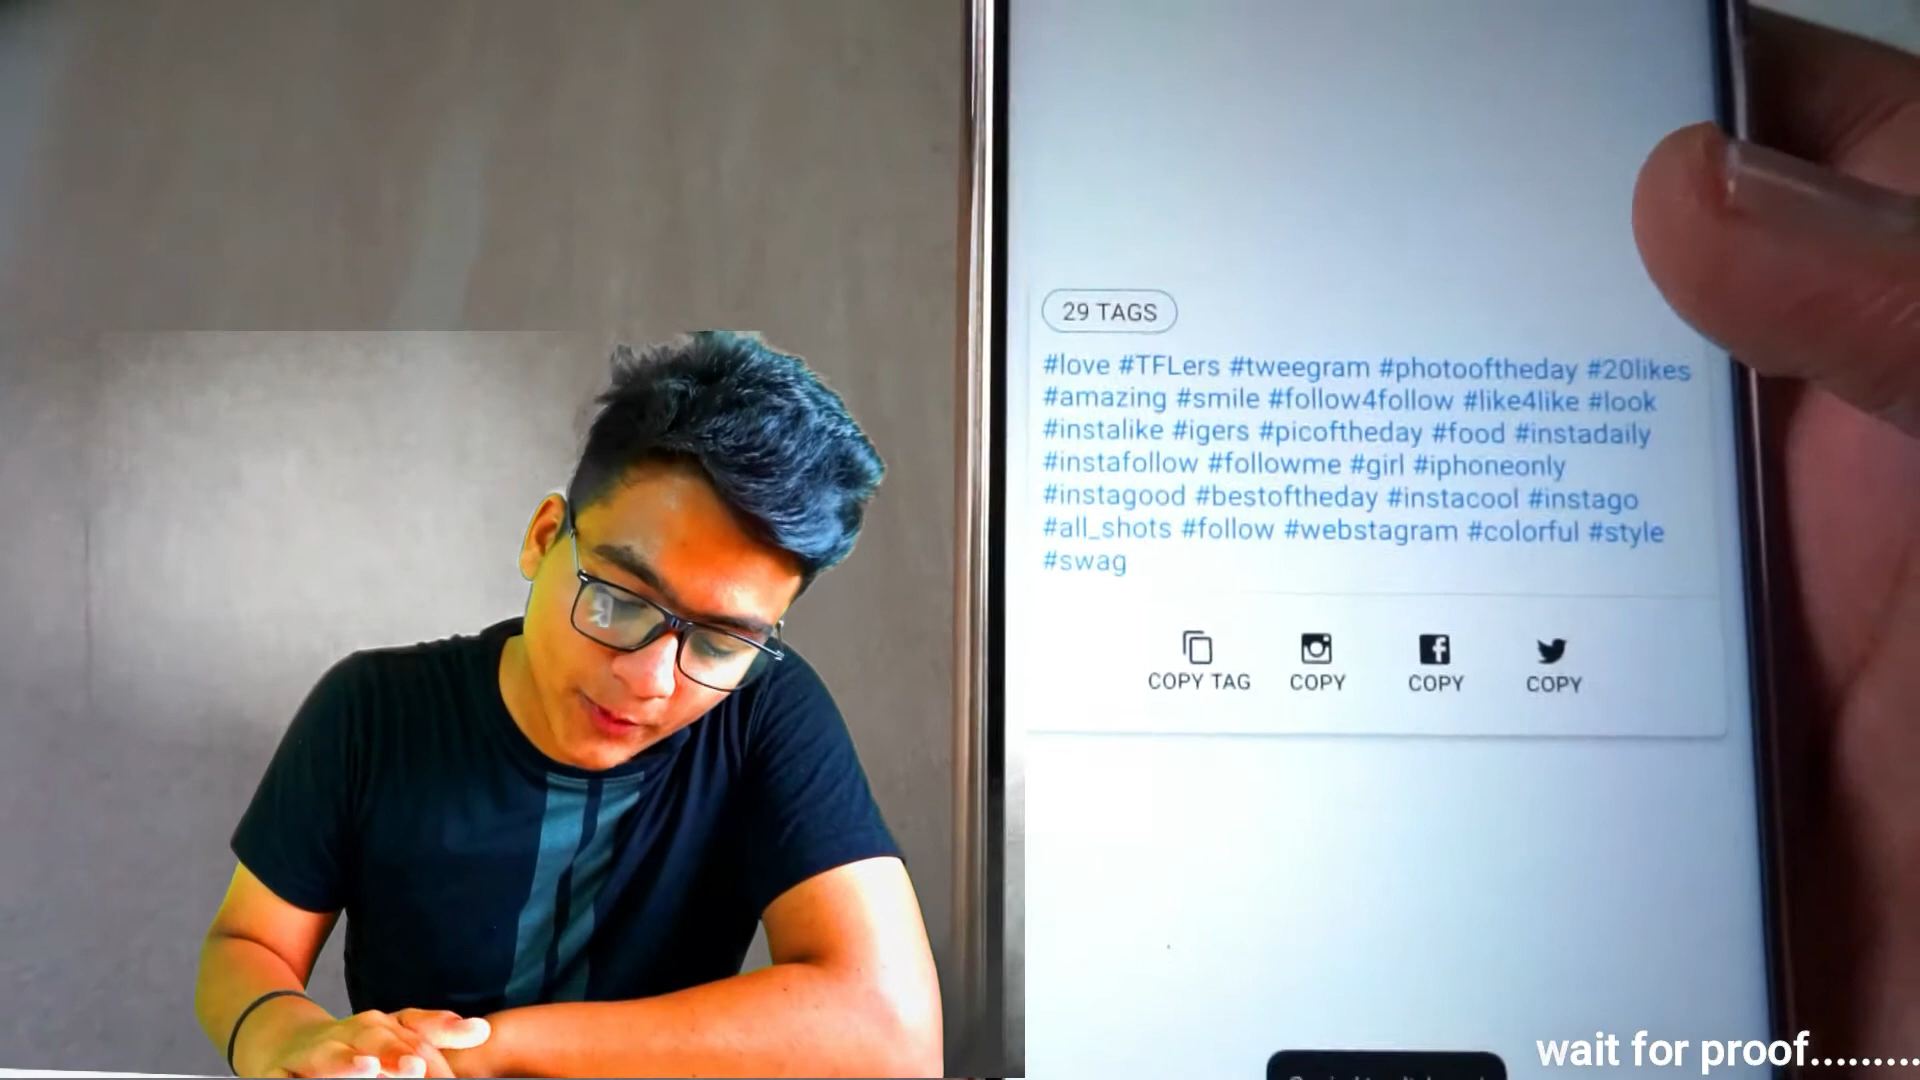 29 TAGS
#love #TFLers #tweegram #photooftheday #20likes
#amazing #smile #follow4follow #like4like #look
#instalike #igers #picoftheday #food #instadaily
#instafollow #followme #girl #iphoneonly
#instagood #bestoftheday #instacool #instago
#all_shots #follow #webstagram #colorful #style
#swag
COPY TAG COPY COPY COPY
wait for proof.........